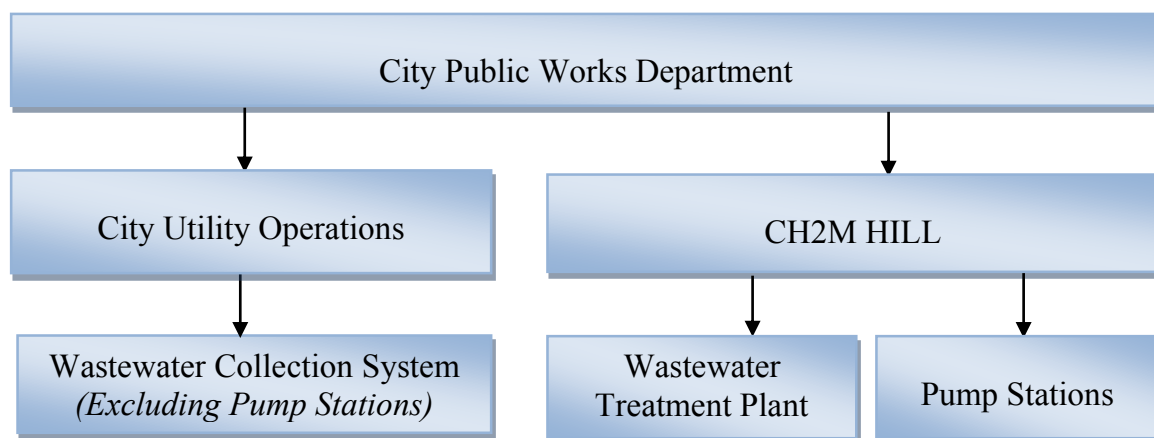 City Public Works Department
City Utility Operations
CH2M HILL
Wastewater Collection System
(Excluding Pump Stations)
Wastewater
Treatment Plant
Pump Stations